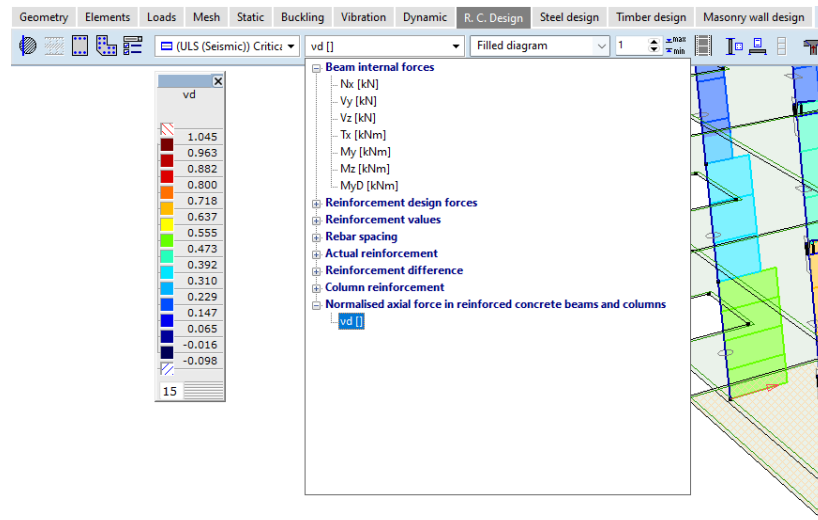 Geometry Elements Loads Mesh Static Buckling Vibration Dynamic R. C. Design Steel design Timber design Masonry wall design
(ULS (Seismic)) Critica vd [] Filled diagram 1 max
min
Beam internal forces
Nx [kN]
Vy [kN]
Vz [kN]
Tx [kNm]
My [kNm]
Mz [kNm]
MyD [kNm]
Reinforcement design forces
Reinforcement values
Rebar spacing
Actual reinforcement
Reinforcement difference
Column reinforcement
Normalised axial force in reinforced concrete beams and columns
vd []
vd
1.045
0.963
0.882
0.800
0.718
0.637
0.555
0.473
0.392
0.310
0.229
0.147
0.065
-0.016
-0.098
15